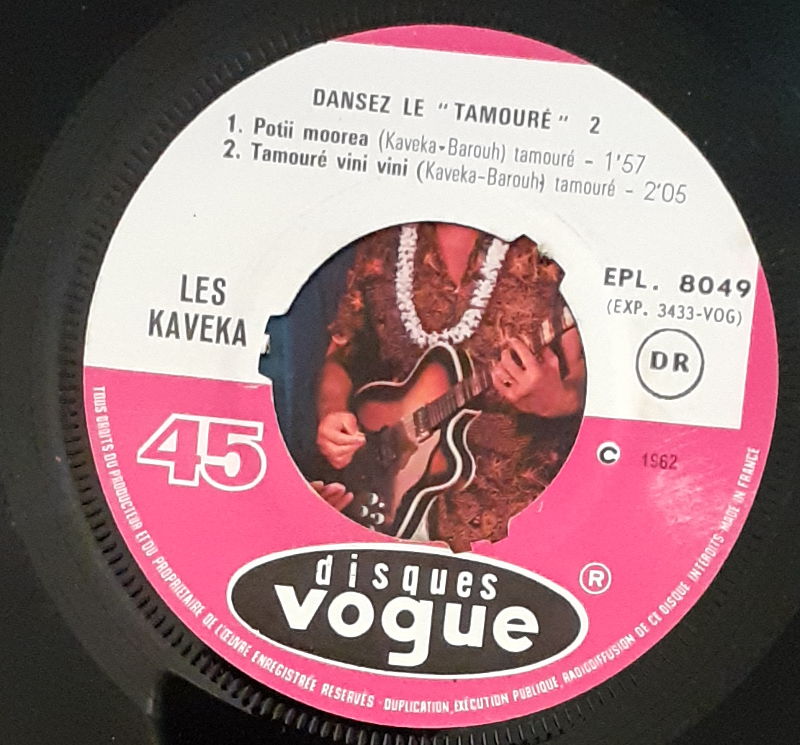 DANSEZ LE "TAMOURÉ" 2
1. Potii moorea (Kaveka-Barouh) tamouré - 1'57
2. Tamouré vini vini (Kaveka-Barouh) tamouré - 2'05
LES
KAVEKA
EPL. 8049
(EXP. 3433-VOG)
DR
45
© 1962
disques
vogue
®
TOUS DROITS DU PRODUCTEUR ET DU PROPRIETAIRE DE L'ŒUVRE ENREGISTRÉE RESERVÉS - DUPLICATION, EXÉCUTION PUBLIQUE, RADIODIFFUSION DE CE DISQUE INTERDITS - MADE IN FRANCE